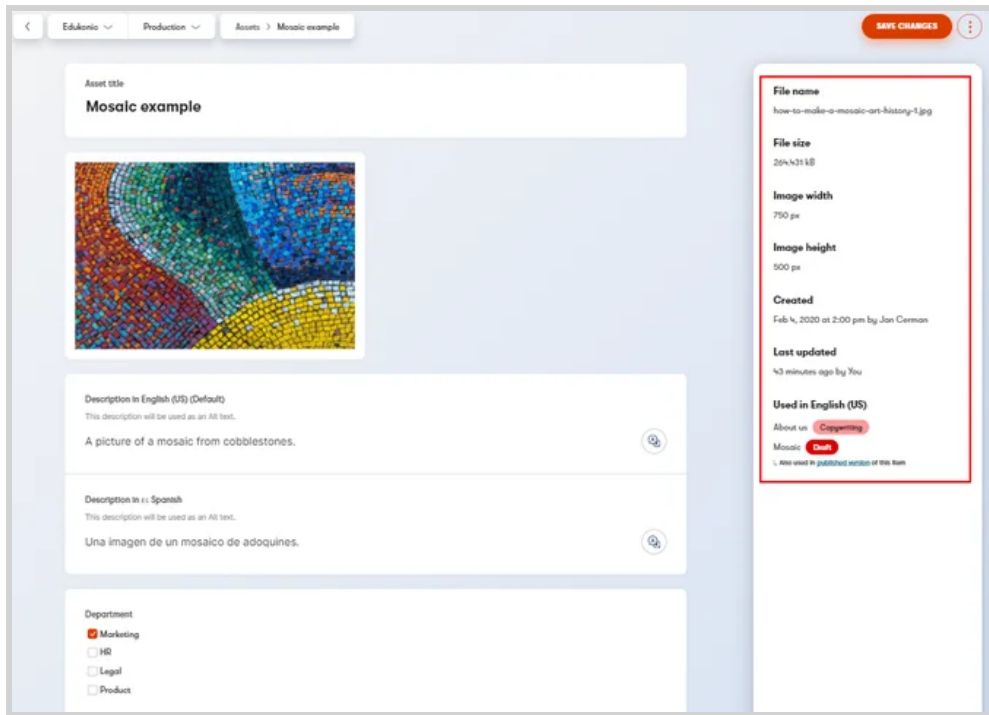 Edukonic
Production
Assets > Mosaic example
SAVE CHANGES
Asset title
Mosaic example
Description in English (US) (Default)
This description will be used as an Alt text.
A picture of a mosaic from cobblestones.
Description in ES Spanish
This description will be used as an Alt text.
Una imagen de un mosaico de adoquines.
Department
Marketing
HR
Legal
Product
File name
how-to-make-a-mosaic-art-history-1.jpg
File size
264.431 kB
Image width
750 px
Image height
500 px
Created
Feb 4, 2020 at 2:00 pm by Jan Cerman
Last updated
43 minutes ago by You
Used in English (US)
About us Copywriting
Mosaic Draft
Also used in published version of this item